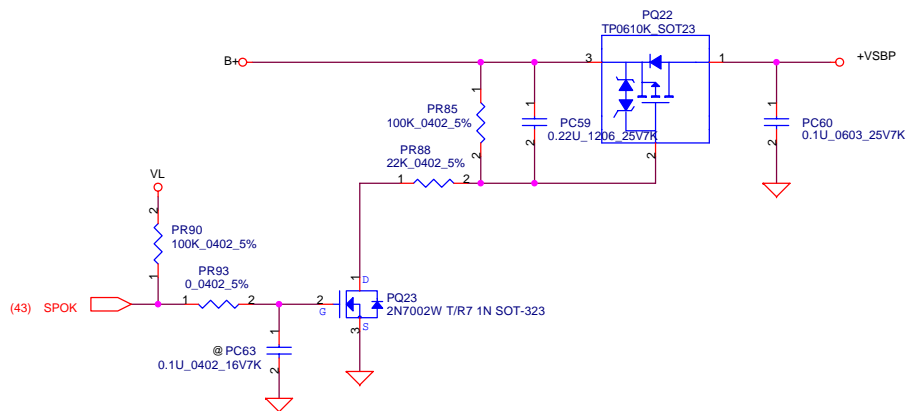 PQ22
TP0610K_SOT23
B+
3
1
+VSBP
1
PR85
100K_0402_5%
2
1
PC59
0.22U_1206_25V7K
2
2
1
PC60
0.1U_0603_25V7K
2
PR88
22K_0402_5%
1
2
VL
2
PR90
100K_0402_5%
1
PR93
0_0402_5%
1
2
(43)
SPOK
1
D
2
G
PQ23
2N7002W T/R7 1N SOT-323
3
S
1
@ PC63
0.1U_0402_16V7K
2